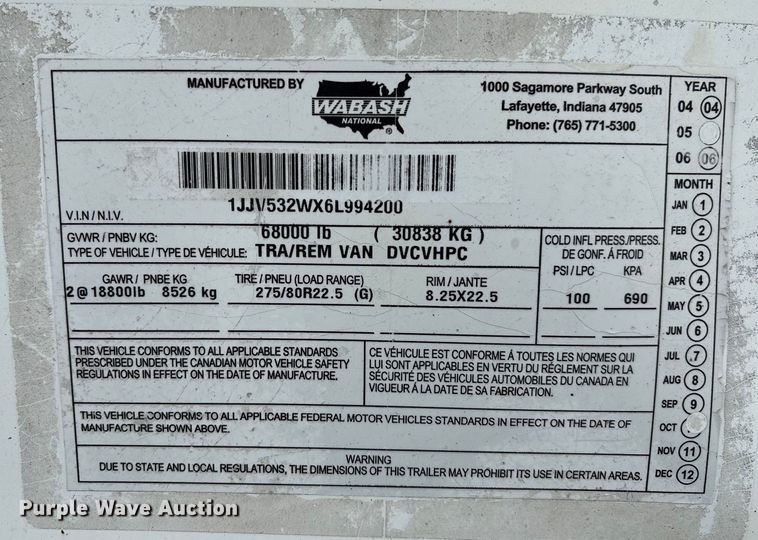 MANUFACTURED BY
WABASH
NATIONAL ®
1000 Sagamore Parkway South
Lafayette, Indiana 47905
Phone: (765) 771-5300
V.I.N / N.I.V. 1JJV532WX6L994200
GVWR / PNBV KG: 68000 lb ( 30838 KG )
TYPE OF VEHICLE / TYPE DE VÉHICULE: TRA/REM VAN DVCVHPC
GAWR / PNBE KG
2@18800lb 8526 kg
TIRE / PNEU (LOAD RANGE)
275/80R22.5 (G)
RIM / JANTE
8.25X22.5
COLD INFL PRESS./PRESS.
DE GONF. À FROID
PSI / LPC KPA
100 690
THIS VEHICLE CONFORMS TO ALL APPLICABLE STANDARDS
PRESCRIBED UNDER THE CANADIAN MOTOR VEHICLE SAFETY
REGULATIONS IN EFFECT ON THE DATE OF MANUFACTURE.
CE VÉHICULE EST CONFORME À TOUTES LES NORMES QUI
LUI SONT APPLICABLES EN VERTU DU RÉGLEMENT SUR LA
SÉCURITÉ DES VÉHICULES AUTOMOBILES DU CANADA EN
VIGUEUR À LA DATE DE SA FABRICATION.
THIS VEHICLE CONFORMS TO ALL APPLICABLE FEDERAL MOTOR VEHICLES STANDARDS IN EFFECT ON THE DATE OF
MANUFACTURE SHOWN ABOVE.
WARNING
DUE TO STATE AND LOCAL REGULATIONS, THE DIMENSIONS OF THIS TRAILER MAY PROHIBIT ITS USE IN CERTAIN AREAS.
YEAR
04 04
05
06 06
MONTH
JAN 1
FEB 2
MAR 3
APR 4
MAY 5
JUN 6
JUL 7
AUG 8
SEP 9
OCT
NOV 11
DEC 12
Purple Wave Auction